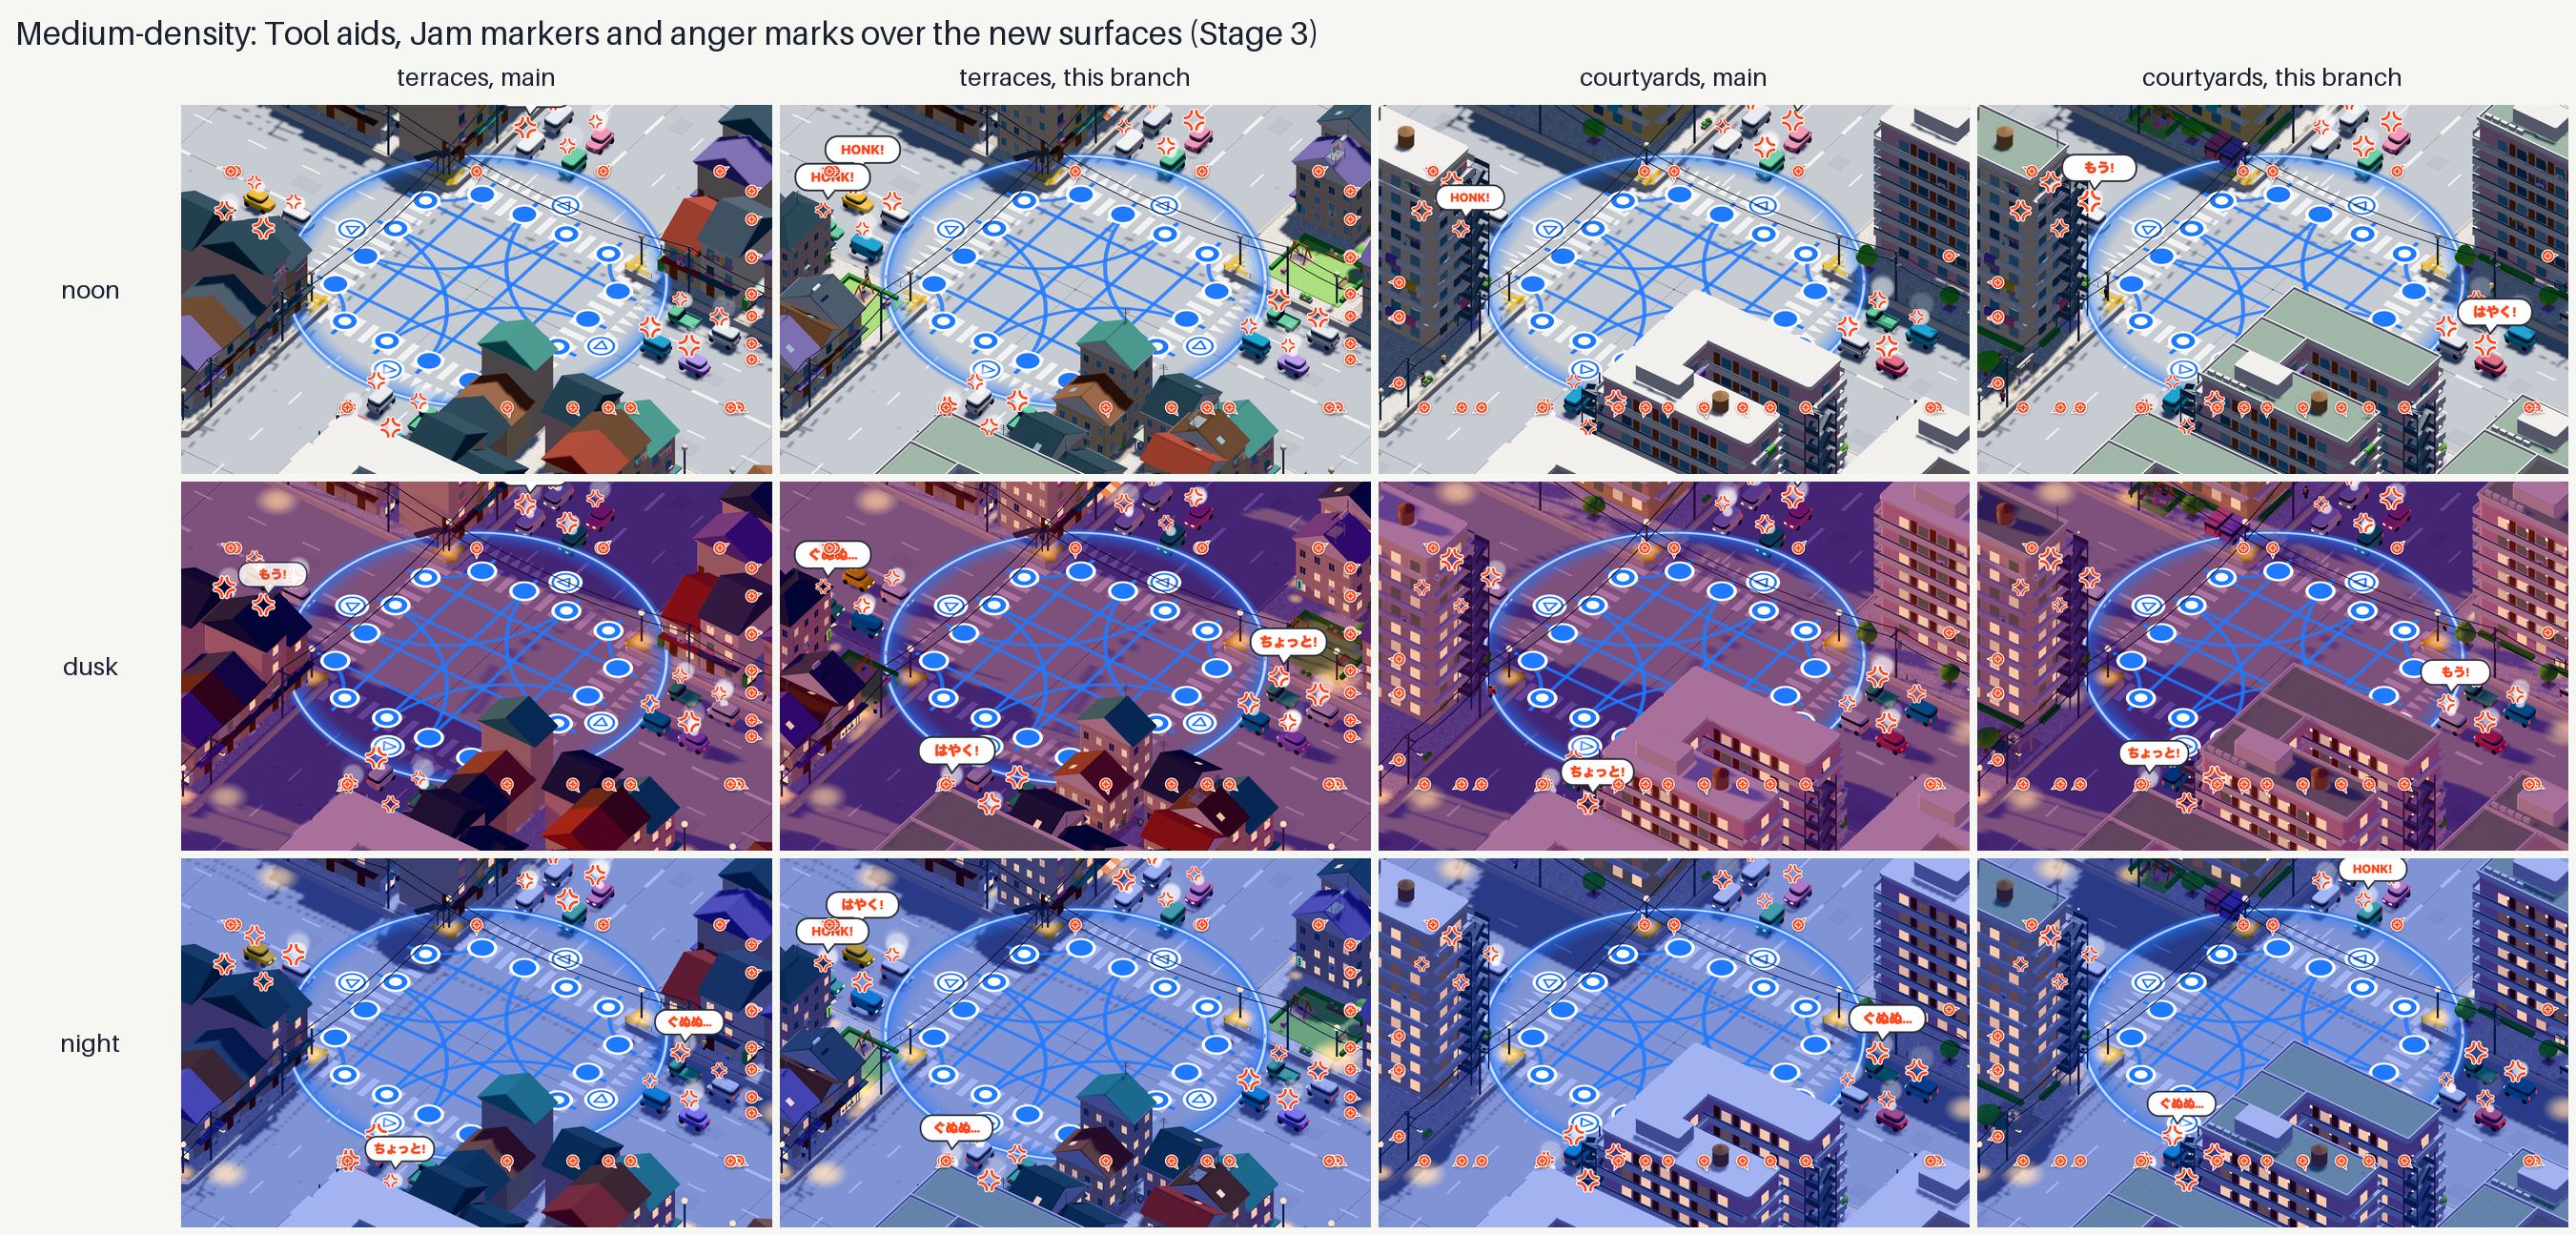 Medium-density: Tool aids, Jam markers and anger marks over the new surfaces (Stage 3)
terraces, main
terraces, this branch
courtyards, main
courtyards, this branch
noon
HONK!
HONK!
HONK!
もう!
はやく!
dusk
もう!
ぐぬぬ...
ちょっと!
はやく!
ちょっと!
もう!
ちょっと!
night
ぐぬぬ...
ちょっと!
はやく!
HONK!
ぐぬぬ...
ぐぬぬ...
HONK!
ぐぬぬ...